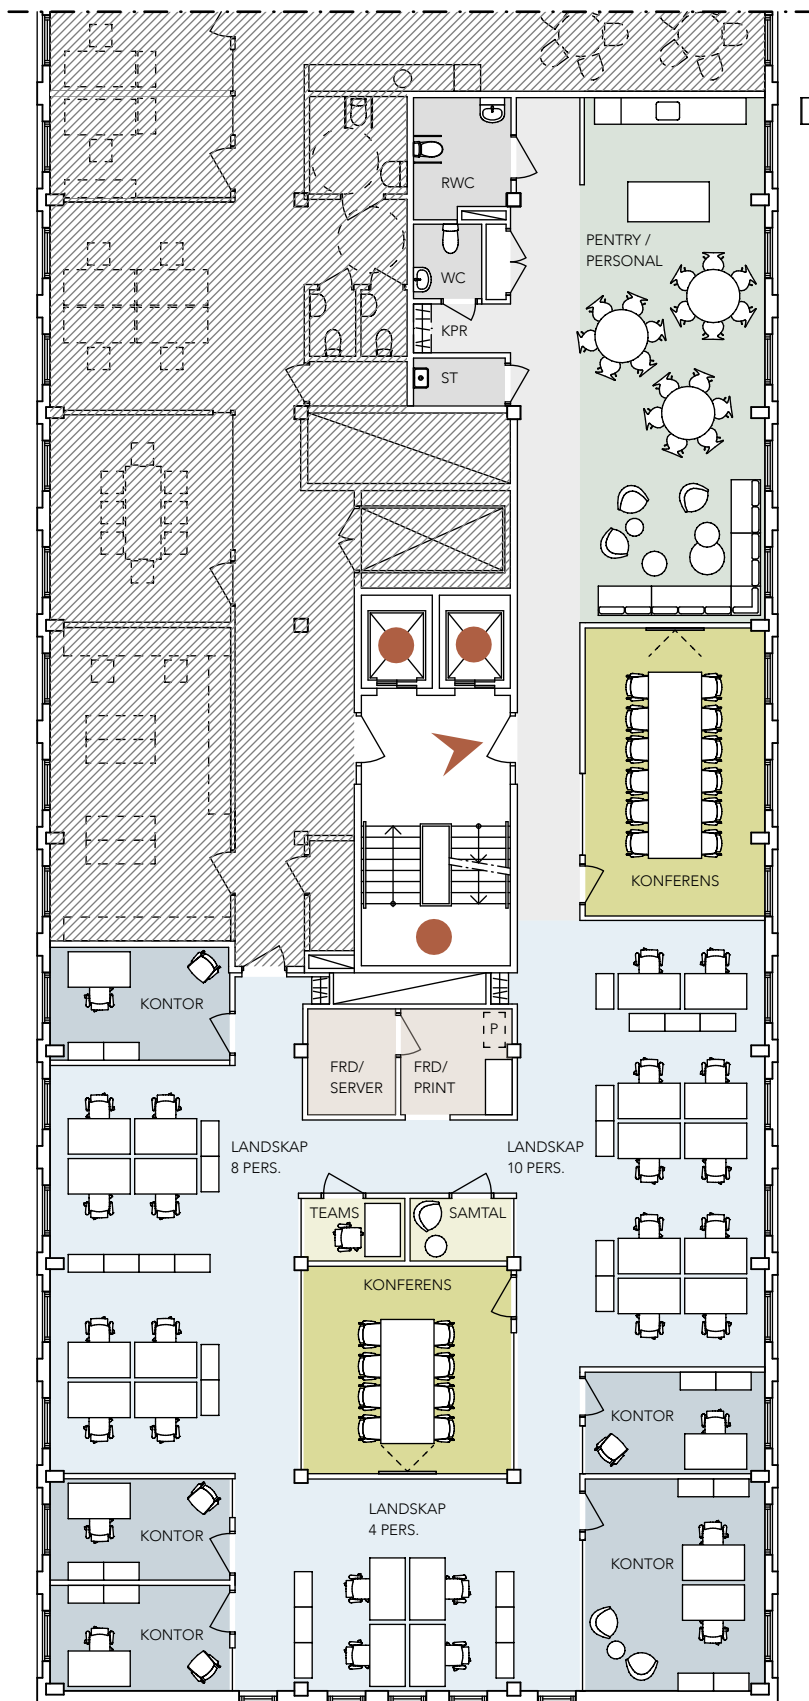 RWC
PENTRY /
PERSONAL
WC
KPR
ST
KONFERENS
KONTOR
P
FRD/
SERVER
FRD/
PRINT
LANDSKAP
8 PERS.
LANDSKAP
10 PERS.
TEAMS
SAMTAL
KONFERENS
KONTOR
LANDSKAP
4 PERS.
KONTOR
KONTOR
KONTOR